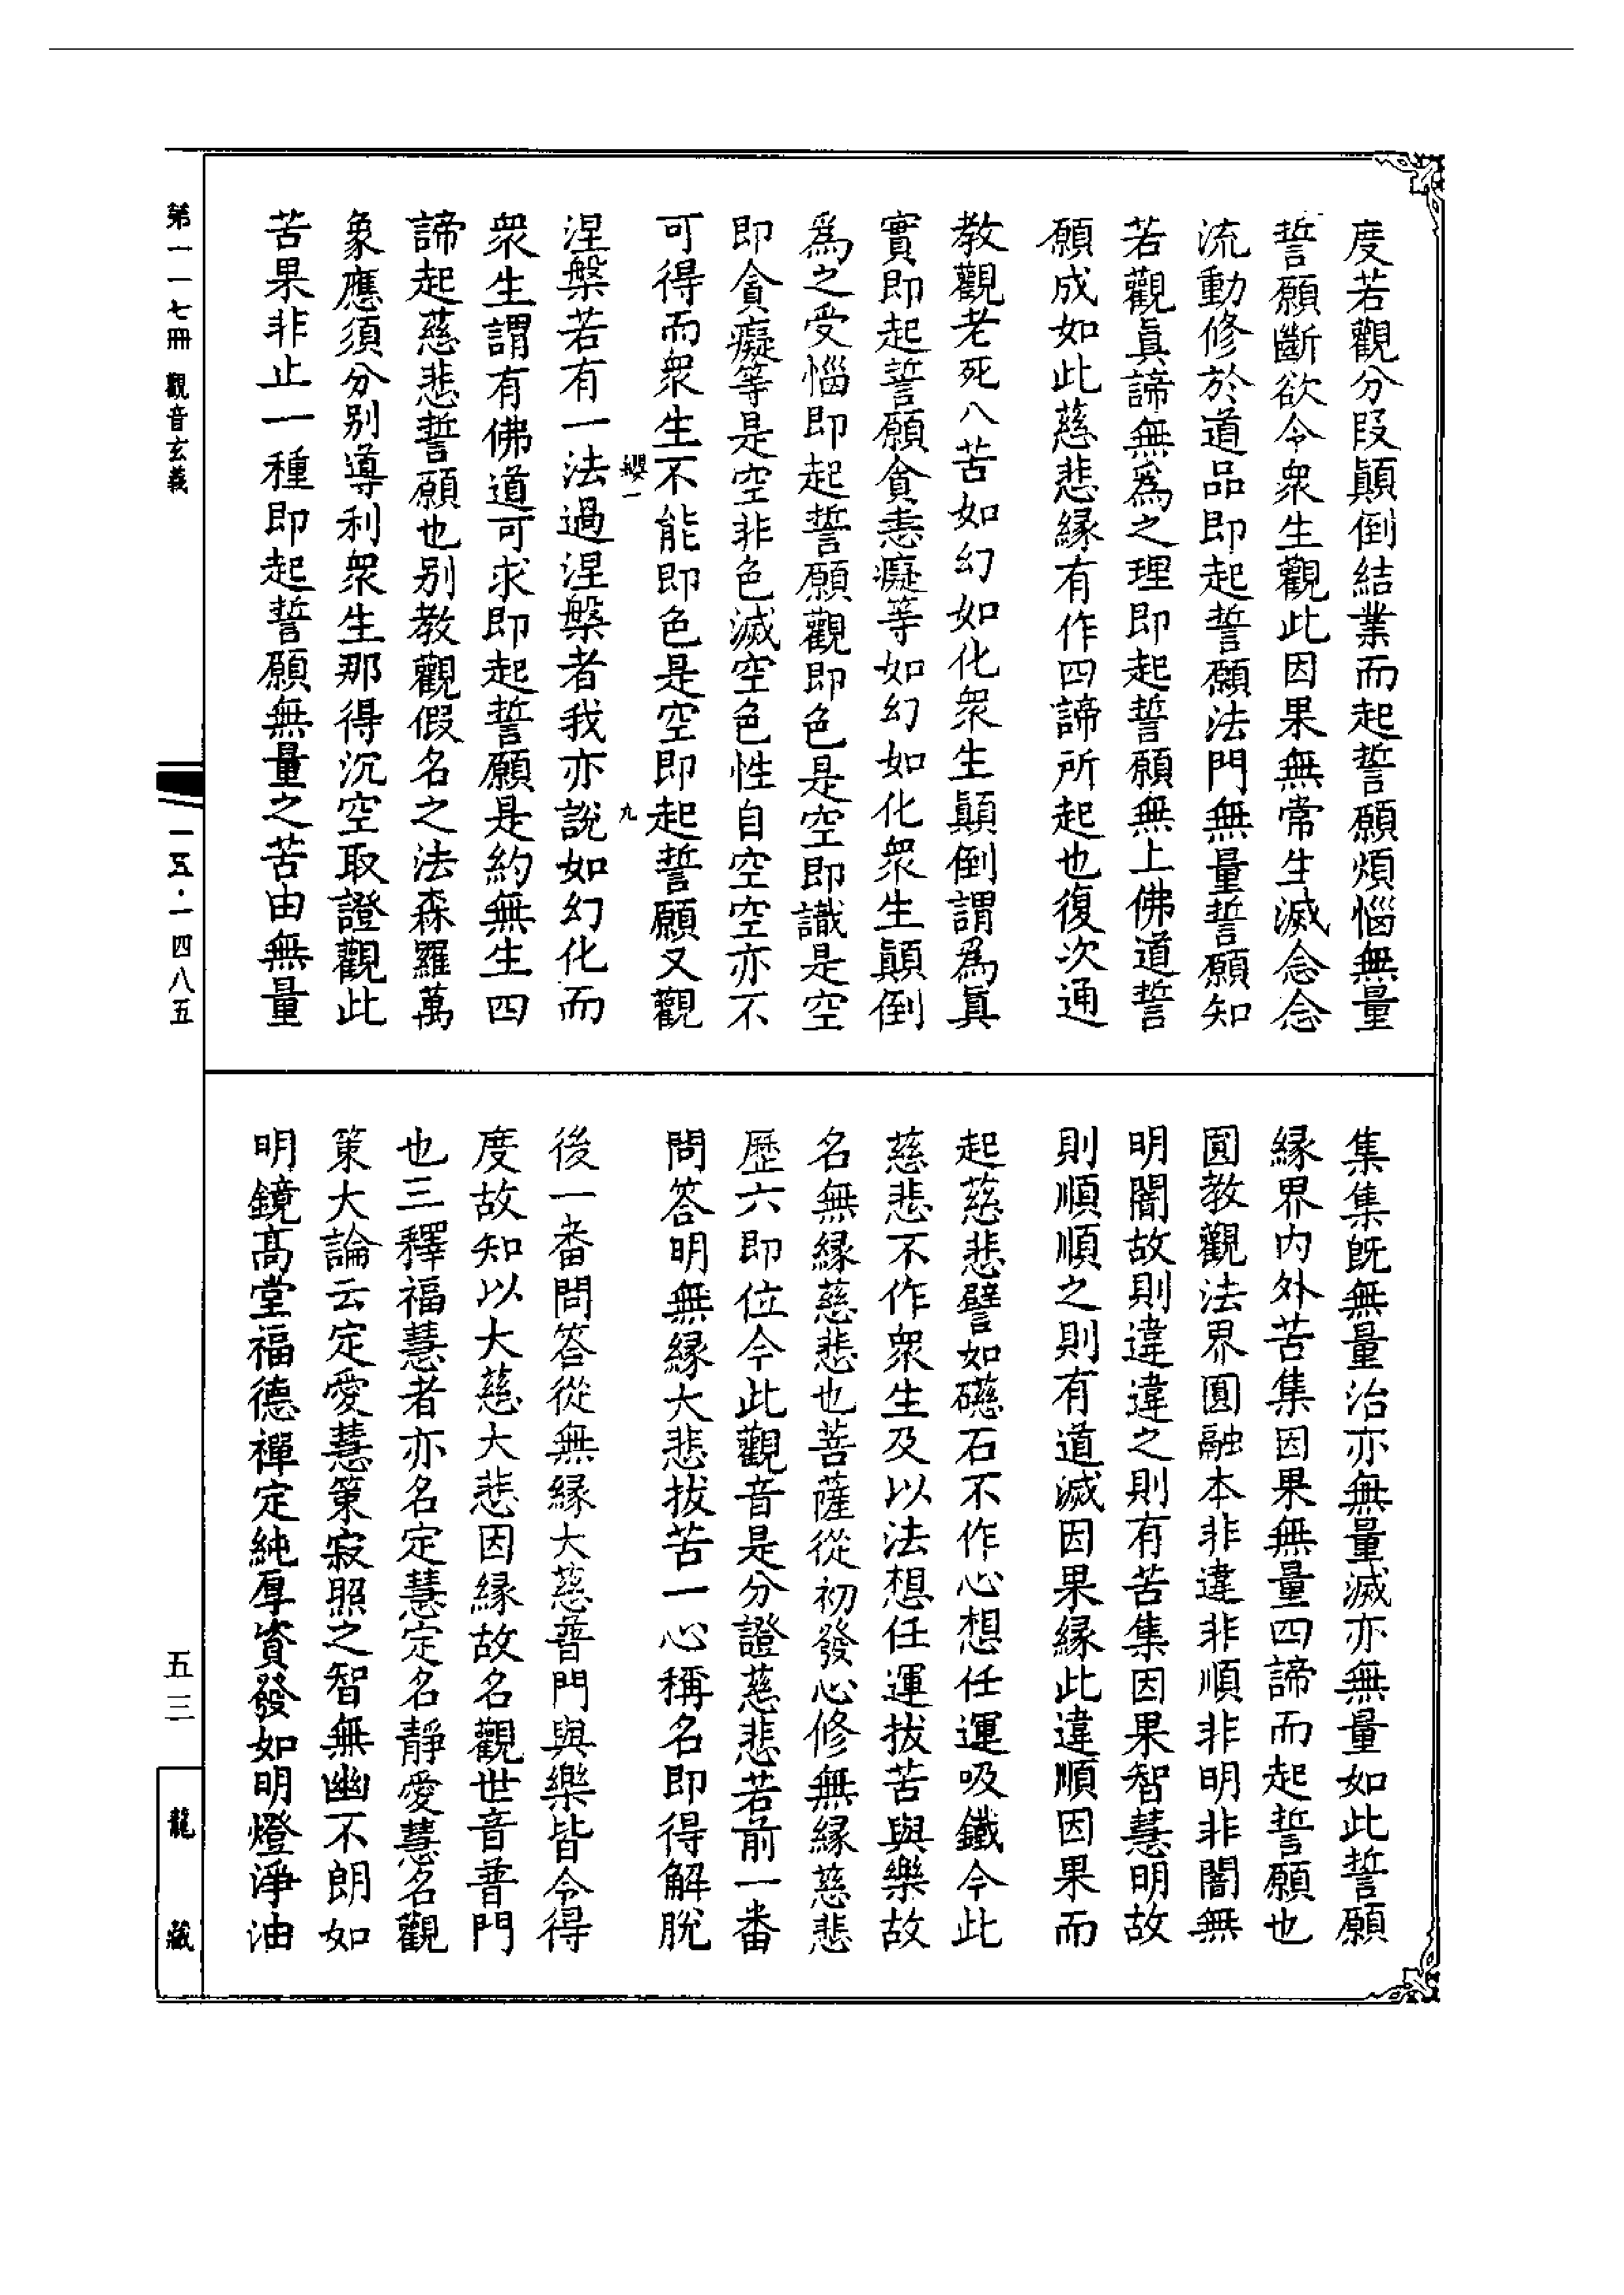 度若觀分段顛倒結業而起誓願煩惱無量
誓願斷欲令衆生觀此因果無常生滅念念
流動修於道品即起誓願法門無量誓願知
若觀眞諦無爲之理即起誓願無上佛道誓
願成如此慈悲縁有作四諦所起也復次通
教觀老死八苦如幻如化衆生顛倒謂爲眞
實即起誓願貪恚癡等如幻如化衆生顛倒
爲之受惱即起誓願觀即色是空即識是空
即貪癡等是空非色滅空色性自空空亦不
可得而衆生不能即色是空即起誓願又觀
纓一
九
涅槃若有一法過涅槃者我亦說如幻化而
衆生謂有佛道可求即起誓願是約無生四
諦起慈悲誓願也别教觀假名之法森羅萬
象應須分别導利衆生那得沉空取證觀此
苦果非止一種即起誓願無量之苦由無量
集集既無量治亦無量滅亦無量如此誓願
縁界内外苦集因果無量四諦而起誓願也
圓教觀法界圓融本非違非順非明非闇無
明闇故則違違之則有苦集因果智慧明故
則順順之則有道滅因果縁此違順因果而
起慈悲譬如礠石不作心想任運吸鐵今此
慈悲不作衆生及以法想任運拔苦與樂故
名無縁慈悲也菩薩從初發心修無縁慈悲
歷六即位今此觀音是分證慈悲若前一番
問答明無縁大悲拔苦一心稱名即得解脫
後一番問答從無縁大慈普門與樂皆令得
度故知以大慈大悲因縁故名觀世音普門
也三釋福慧者亦名定慧定名靜愛慧名觀
策大論云定愛慧策寂照之智無幽不朗如
明鏡高堂福德禪定純厚資發如明燈淨油
第一一七冊 觀音玄義
一五·一四八五
五三
龍藏